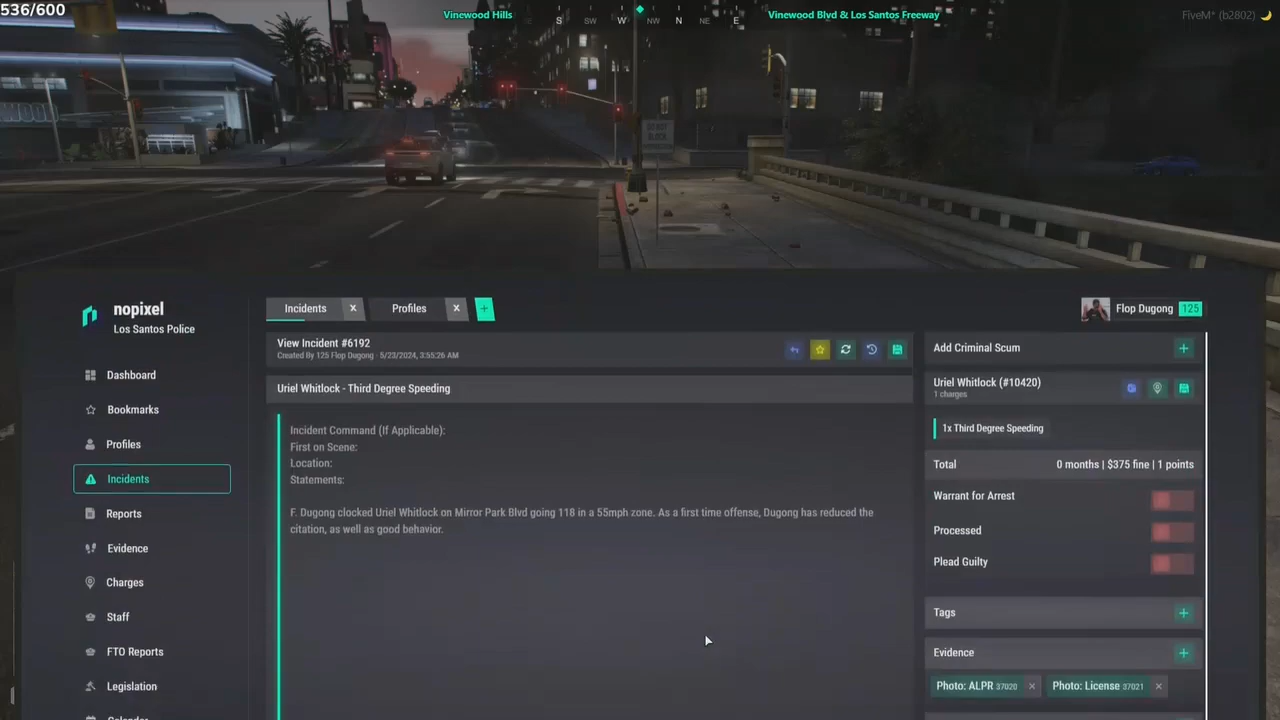 536/600
Vinewood Hills
S SW W NW N NE E
Vinewood Blvd & Los Santos Freeway
FiveM* (b2802)
DO NOT
BLOCK
nopixel
Los Santos Police
Incidents x
Profiles x
+
Flop Dugong 125
View Incident #6192
Created By 125 Flop Dugong · 5/23/2024, 3:55:26 AM
Uriel Whitlock - Third Degree Speeding
Incident Command (If Applicable):
First on Scene:
Location:
Statements:
F. Dugong clocked Uriel Whitlock on Mirror Park Blvd going 118 in a 55mph zone. As a first time offense, Dugong has reduced the
citation, as well as good behavior.
Dashboard
Bookmarks
Profiles
Incidents
Reports
Evidence
Charges
Staff
FTO Reports
Legislation
Calendar
Add Criminal Scum +
Uriel Whitlock (#10420)
1 charges
1x Third Degree Speeding
Total 0 months | $375 fine | 1 points
Warrant for Arrest
Processed
Plead Guilty
Tags +
Evidence +
Photo: ALPR 37020 x
Photo: License 37021 x